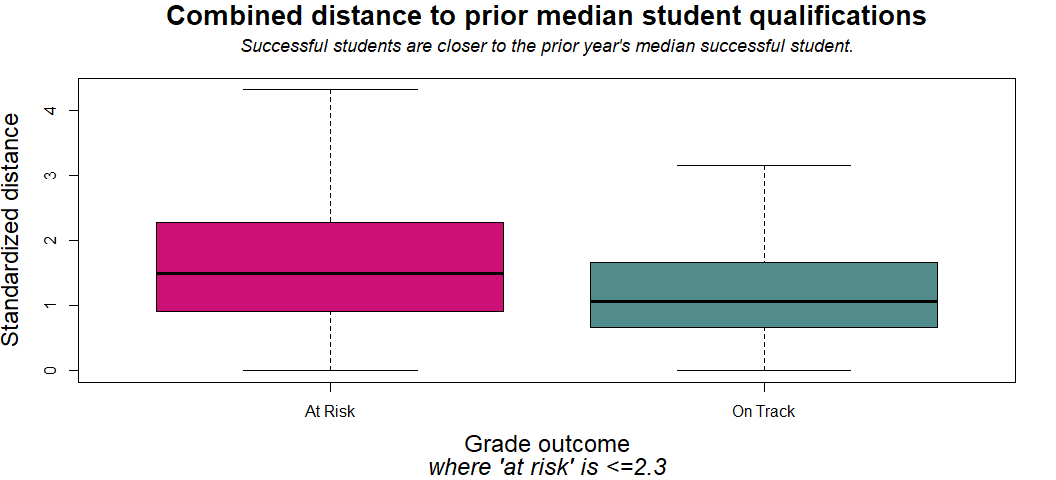 Combined distance to prior median student qualifications
Successful students are closer to the prior year's median successful student.
Standardized distance
4
3
2
1
0
At Risk
On Track
Grade outcome
where 'at risk' is <=2.3